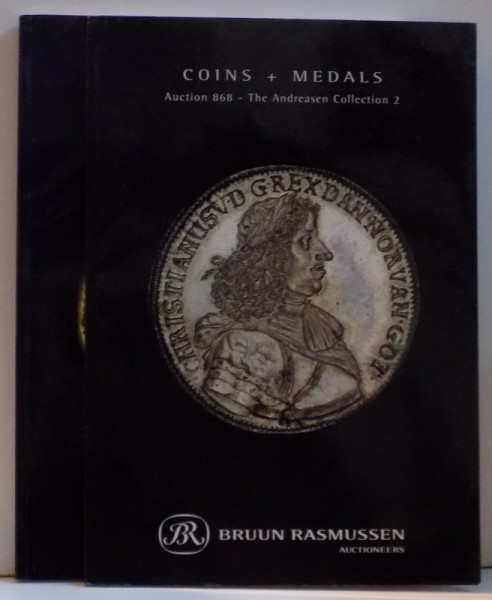 COINS + MEDALS
Auction 868 - The Andreasen Collection 2
CHRISTIANUS V·D·G·REX DAN·NOR VAN·GOT
BR BRUUN RASMUSSEN
AUCTIONEERS